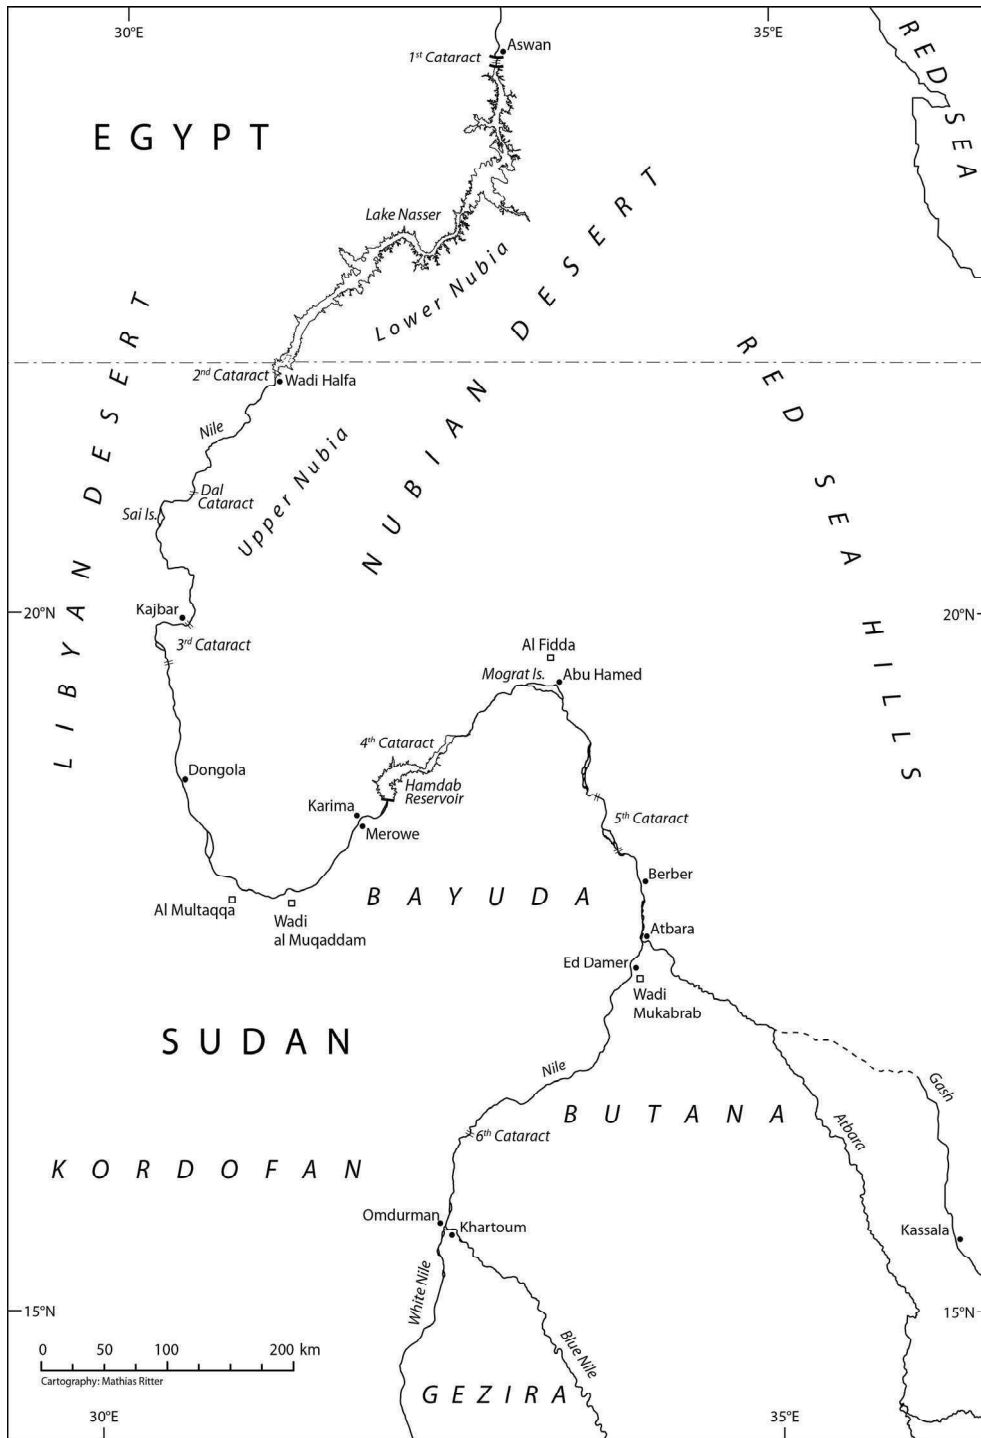 30°E
35°E
RED SEA
Aswan
1st Cataract
EGYPT
Lake Nasser
Lower Nubia
NUBIAN DESERT
LIBYAN DESERT
RED SEA HILLS
2nd Cataract
Wadi Halfa
Nile
Upper Nubia
Dal
Cataract
Sai Is.
Kajbar
20°N
20°N
3rd Cataract
Al Fidda
Mograt Is.
Abu Hamed
4th Cataract
Dongola
Hamdab
Reservoir
Karima
Merowe
5th Cataract
Berber
BAYUDA
Al Multaqqa
Wadi
al Muqaddam
Atbara
Ed Damer
Wadi
Mukabrab
SUDAN
Nile
Gash
BUTANA
Atbara
6th Cataract
KORDOFAN
Omdurman
Khartoum
Kassala
White Nile
15°N
15°N
Blue Nile
0 50 100 200 km
Cartography: Mathias Ritter
GEZIRA
30°E
35°E